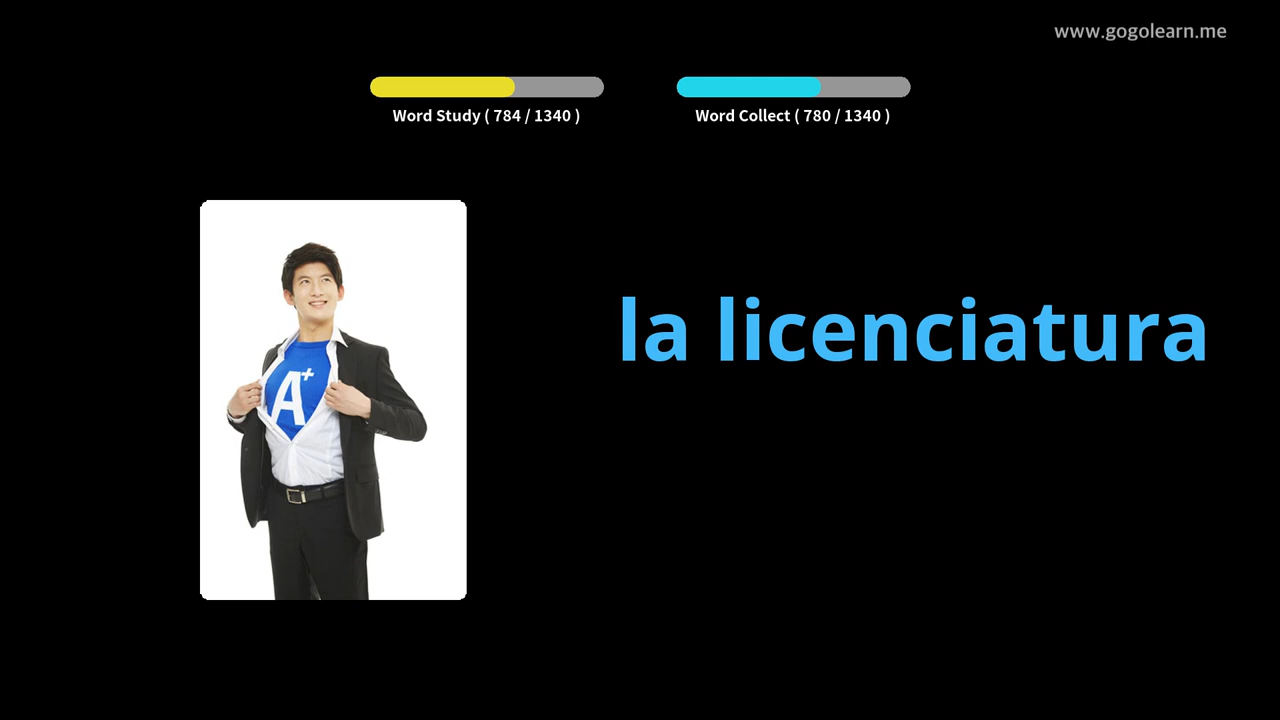 www.gogolearn.me
Word Study ( 784 / 1340 )
Word Collect ( 780 / 1340 )
A+
la licenciatura